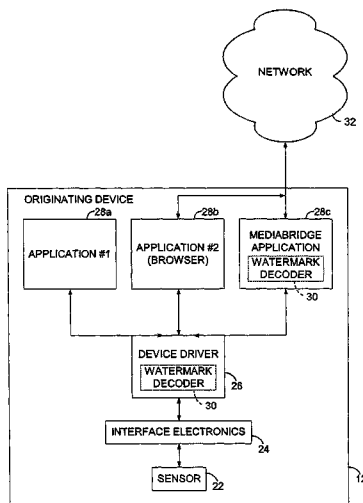 NETWORK
32
ORIGINATING DEVICE
28a
28b
28c
APPLICATION #1
APPLICATION #2
(BROWSER)
MEDIABRIDGE
APPLICATION
WATERMARK
DECODER
30
DEVICE DRIVER
WATERMARK
DECODER
26
30
INTERFACE ELECTRONICS
24
SENSOR
22